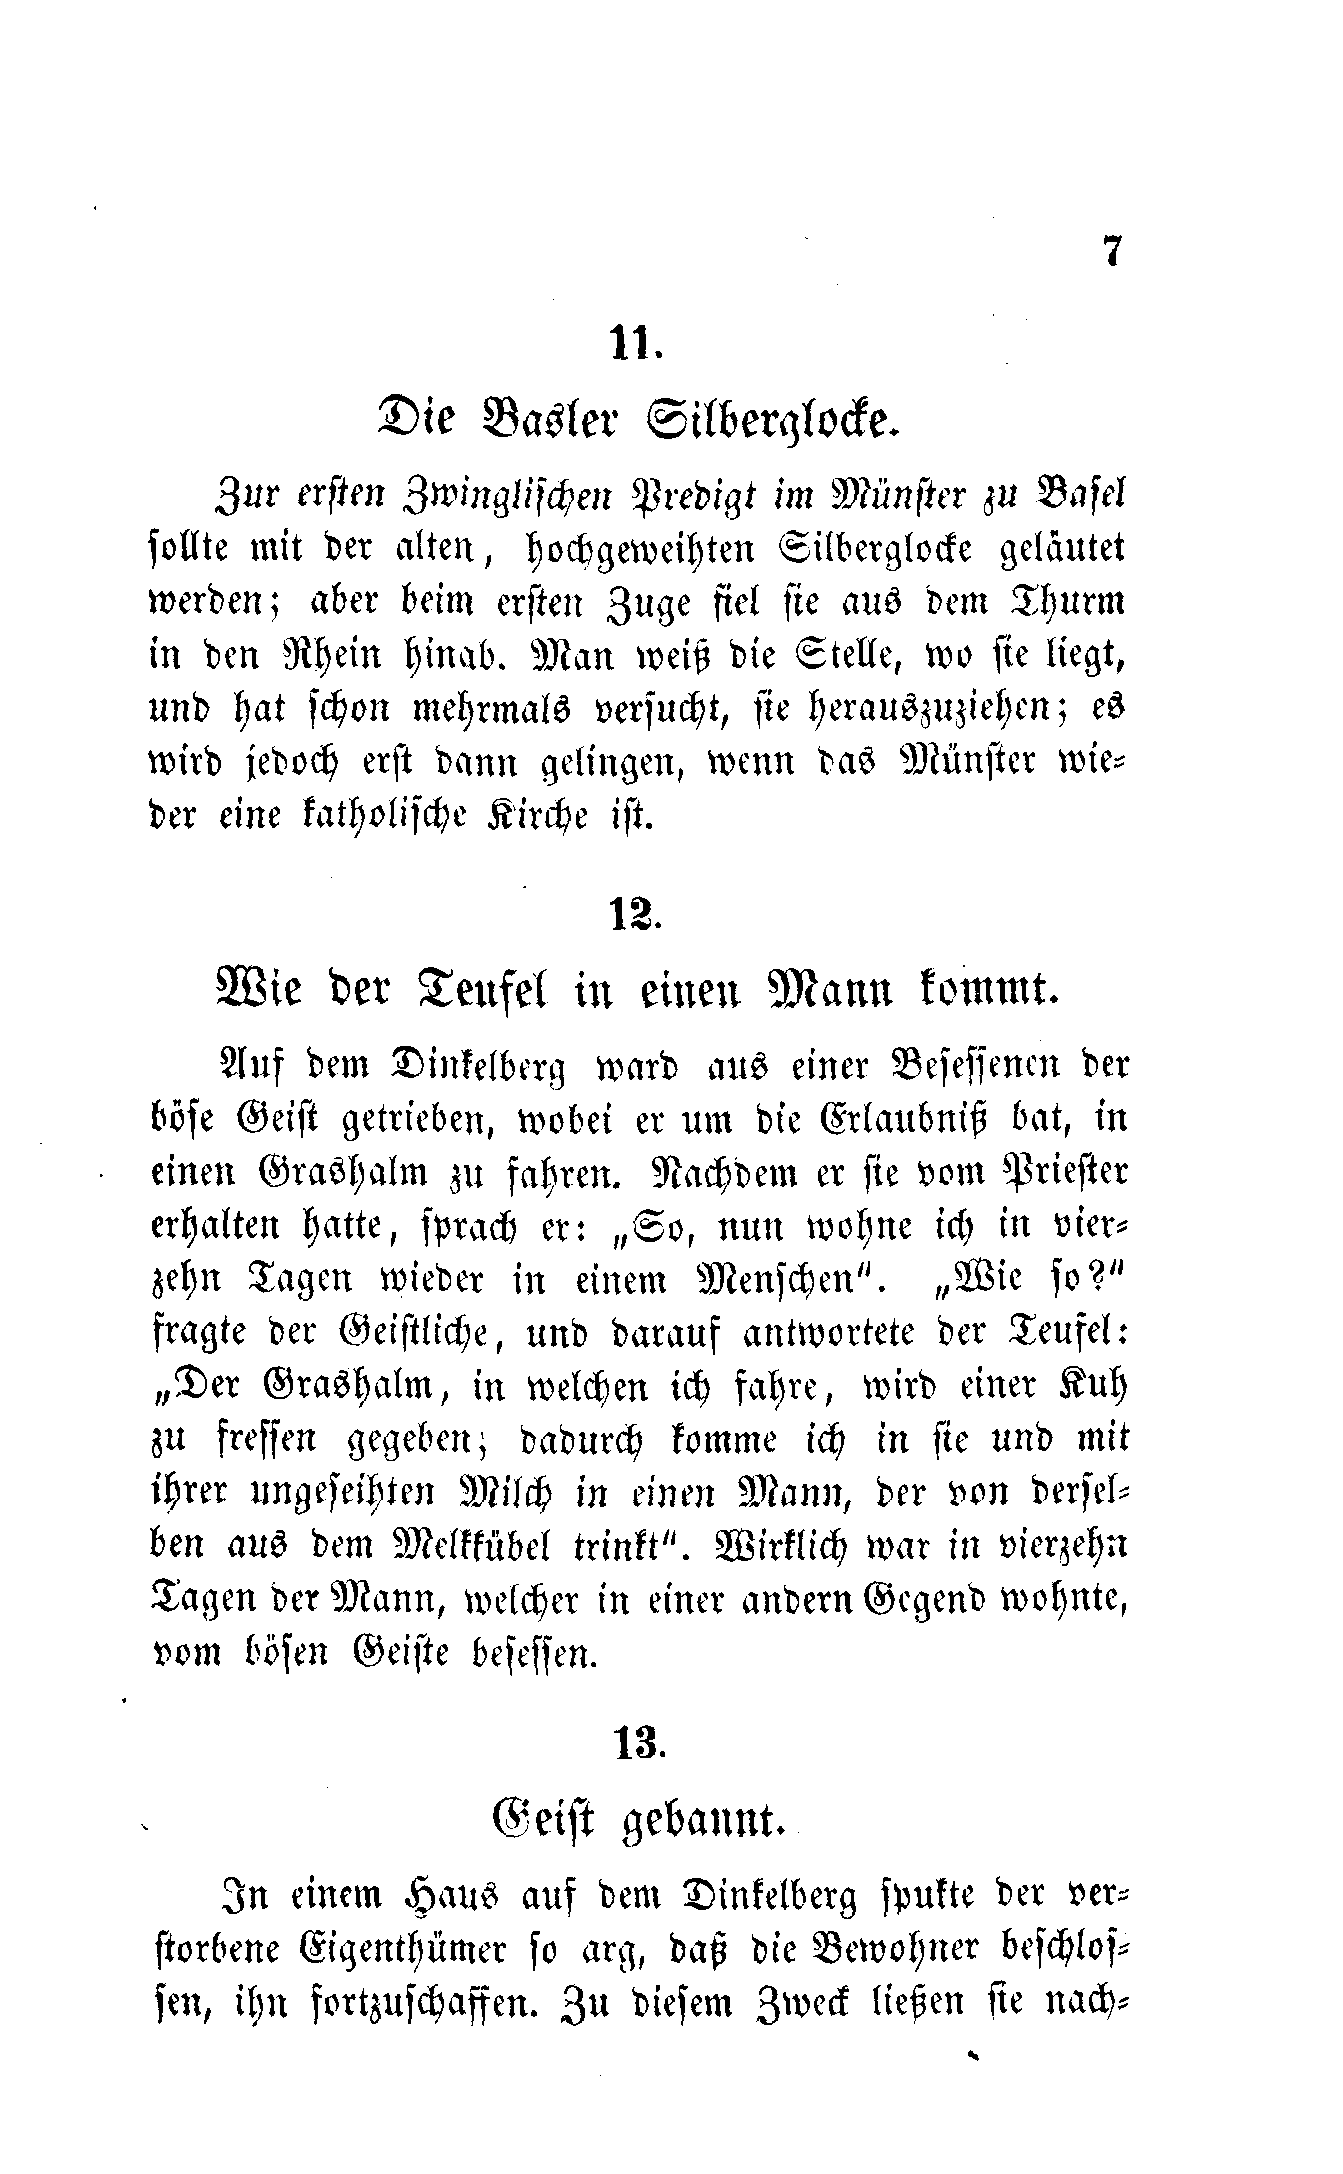 7
11.
Die Basler Silberglocke.
Zur ersten Zwinglischen Predigt im Münster zu Basel
sollte mit der alten, hochgeweihten Silberglocke geläutet
werden; aber beim ersten Zuge fiel sie aus dem Thurm
in den Rhein hinab. Man weiß die Stelle, wo sie liegt,
und hat schon mehrmals versucht, sie herauszuziehen; es
wird jedoch erst dann gelingen, wenn das Münster wie-
der eine katholische Kirche ist.
12.
Wie der Teufel in einen Mann kommt.
Auf dem Dinkelberg ward aus einer Besessenen der
böse Geist getrieben, wobei er um die Erlaubniß bat, in
einen Grashalm zu fahren. Nachdem er sie vom Priester
erhalten hatte, sprach er: „So, nun wohne ich in vier-
zehn Tagen wieder in einem Menschen". „Wie so?"
fragte der Geistliche, und darauf antwortete der Teufel:
„Der Grashalm, in welchen ich fahre, wird einer Kuh
zu fressen gegeben; dadurch komme ich in sie und mit
ihrer ungeseihten Milch in einen Mann, der von dersel-
ben aus dem Melkkübel trinkt". Wirklich war in vierzehn
Tagen der Mann, welcher in einer andern Gegend wohnte,
vom bösen Geiste besessen.
13.
Geist gebannt.
In einem Haus auf dem Dinkelberg spukte der ver-
storbene Eigenthümer so arg, daß die Bewohner beschlos-
sen, ihn fortzuschaffen. Zu diesem Zweck ließen sie nach-